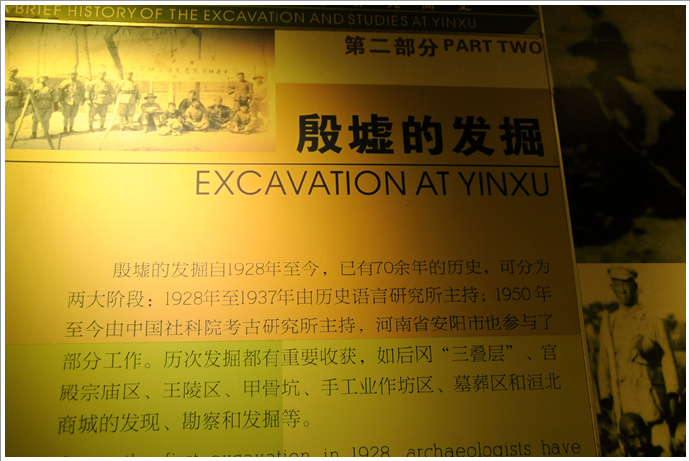 BRIEF HISTORY OF THE EXCAVATION AND STUDIES AT YINXU
第二部分 PART TWO
殷墟的发掘
EXCAVATION AT YINXU
殷墟的发掘自1928年至今，已有70余年的历史，可分为
两大阶段：1928年至1937年由历史语言研究所主持；1950年
至今由中国社科院考古研究所主持，河南省安阳市也参与了
部分工作。历次发掘都有重要收获，如后冈“三叠层”、宫
殿宗庙区、王陵区、甲骨坑、手工业作坊区、墓葬区和洹北
商城的发现、勘察和发掘等。
first excavation in 1928, archaeologists have